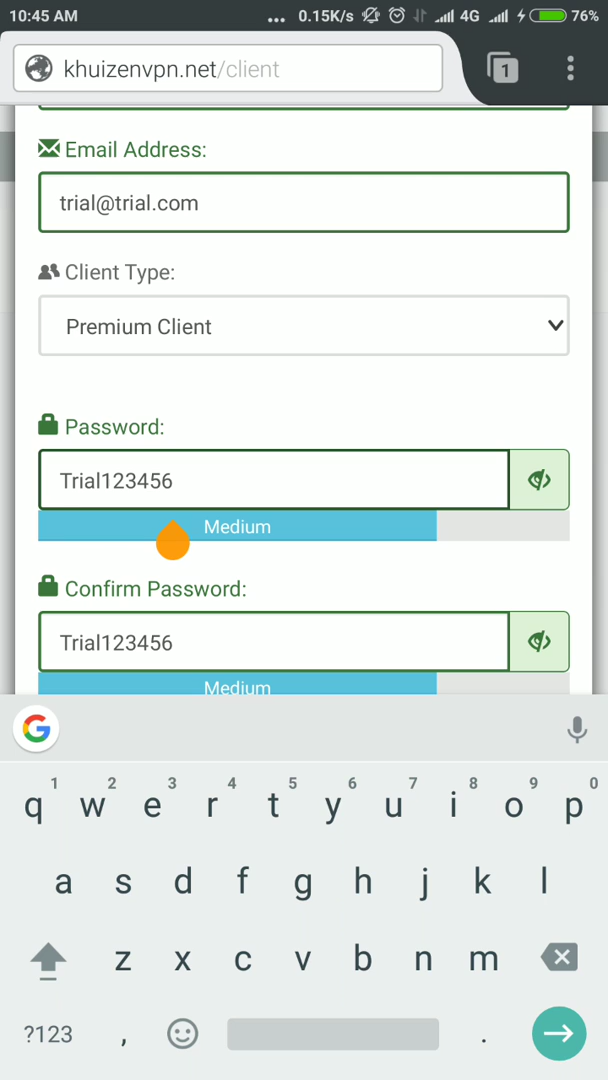 10:45 AM ... 0.15K/s 4G 76%
khuizenvpn.net/client 1
Email Address:
trial@trial.com
Client Type:
Premium Client
Password:
Trial123456
Medium
Confirm Password:
Trial123456
Medium
G
1 2 3 4 5 6 7 8 9 0
q w e r t y u i o p
a s d f g h j k l
z x c v b n m
?123 , .